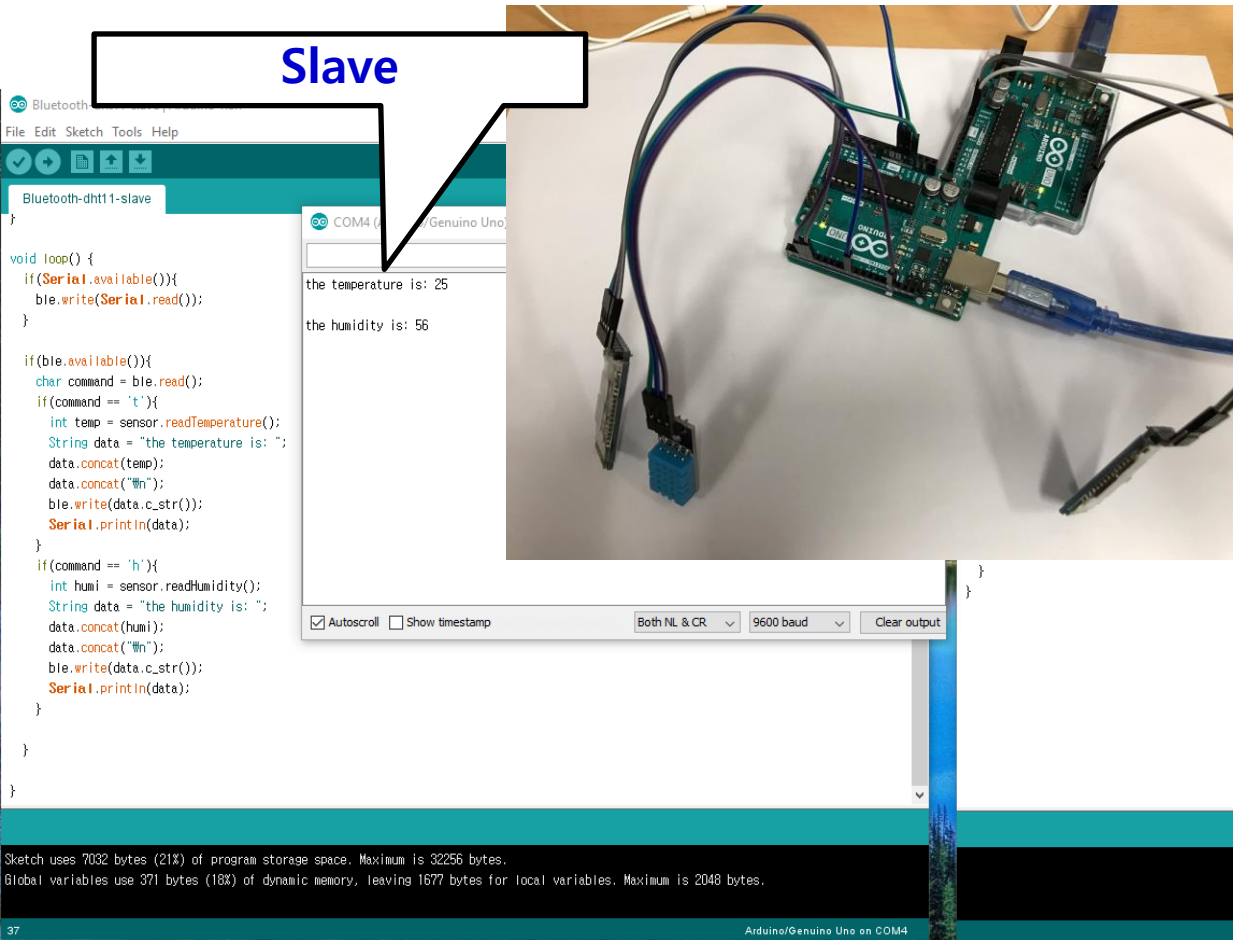 Slave
Bluetooth-
File Edit Sketch Tools Help
Bluetooth-dht11-slave
}
void loop() {
if(Serial.available()){
ble.write(Serial.read());
}
if(ble.available()){
char command = ble.read();
if(command == 't'){
int temp = sensor.readTemperature();
String data = "the temperature is: ";
data.concat(temp);
data.concat("₩n");
ble.write(data.c_str());
Serial.println(data);
}
if(command == 'h'){
int humi = sensor.readHumidity();
String data = "the humidity is: ";
data.concat(humi);
data.concat("₩n");
ble.write(data.c_str());
Serial.println(data);
}
}
}
COM4 (A /Genuino Uno)
the temperature is: 25
the humidity is: 56
Autoscroll Show timestamp Both NL & CR 9600 baud Clear output
ARDUINO
UNO
ARDUINO
UNO
}
}
Sketch uses 7032 bytes (21%) of program storage space. Maximum is 32256 bytes.
Global variables use 371 bytes (18%) of dynamic memory, leaving 1677 bytes for local variables. Maximum is 2048 bytes.
37 Arduino/Genuino Uno on COM4